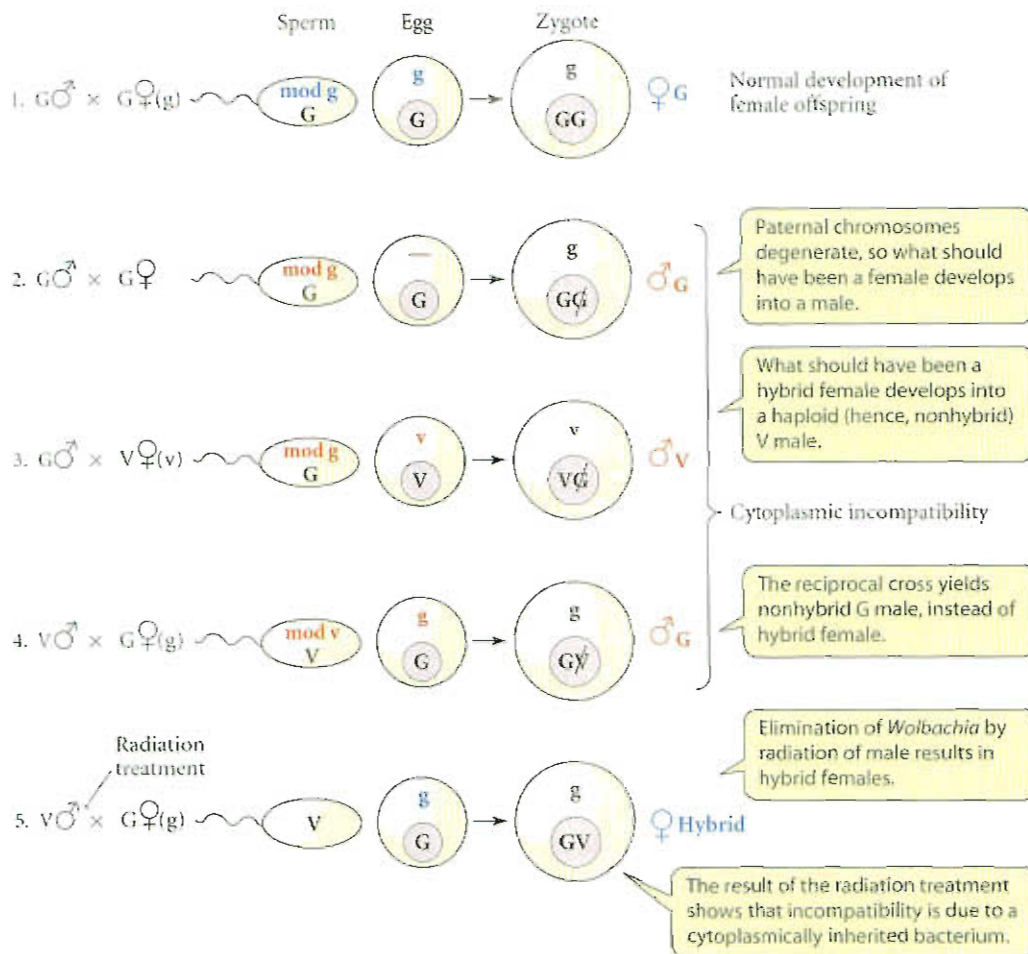 Sperm Egg Zygote
1. G♂ × G♀(g) mod g G g G g GG ♀G Normal development of
female offspring
2. G♂ × G♀ mod g G — G g GG ♂G
Paternal chromosomes
degenerate, so what should
have been a female develops
into a male.
What should have been a
hybrid female develops into
a haploid (hence, nonhybrid)
V male.
3. G♂ × V♀(v) mod g G v V v VG ♂V
Cytoplasmic incompatibility
4. V♂ × G♀(g) mod v V g G g GV ♂G
The reciprocal cross yields
nonhybrid G male, instead of
hybrid female.
Radiation
treatment
Elimination of Wolbachia by
radiation of male results in
hybrid females.
5. V♂ × G♀(g) V g G g GV ♀Hybrid
The result of the radiation treatment
shows that incompatibility is due to a
cytoplasmically inherited bacterium.